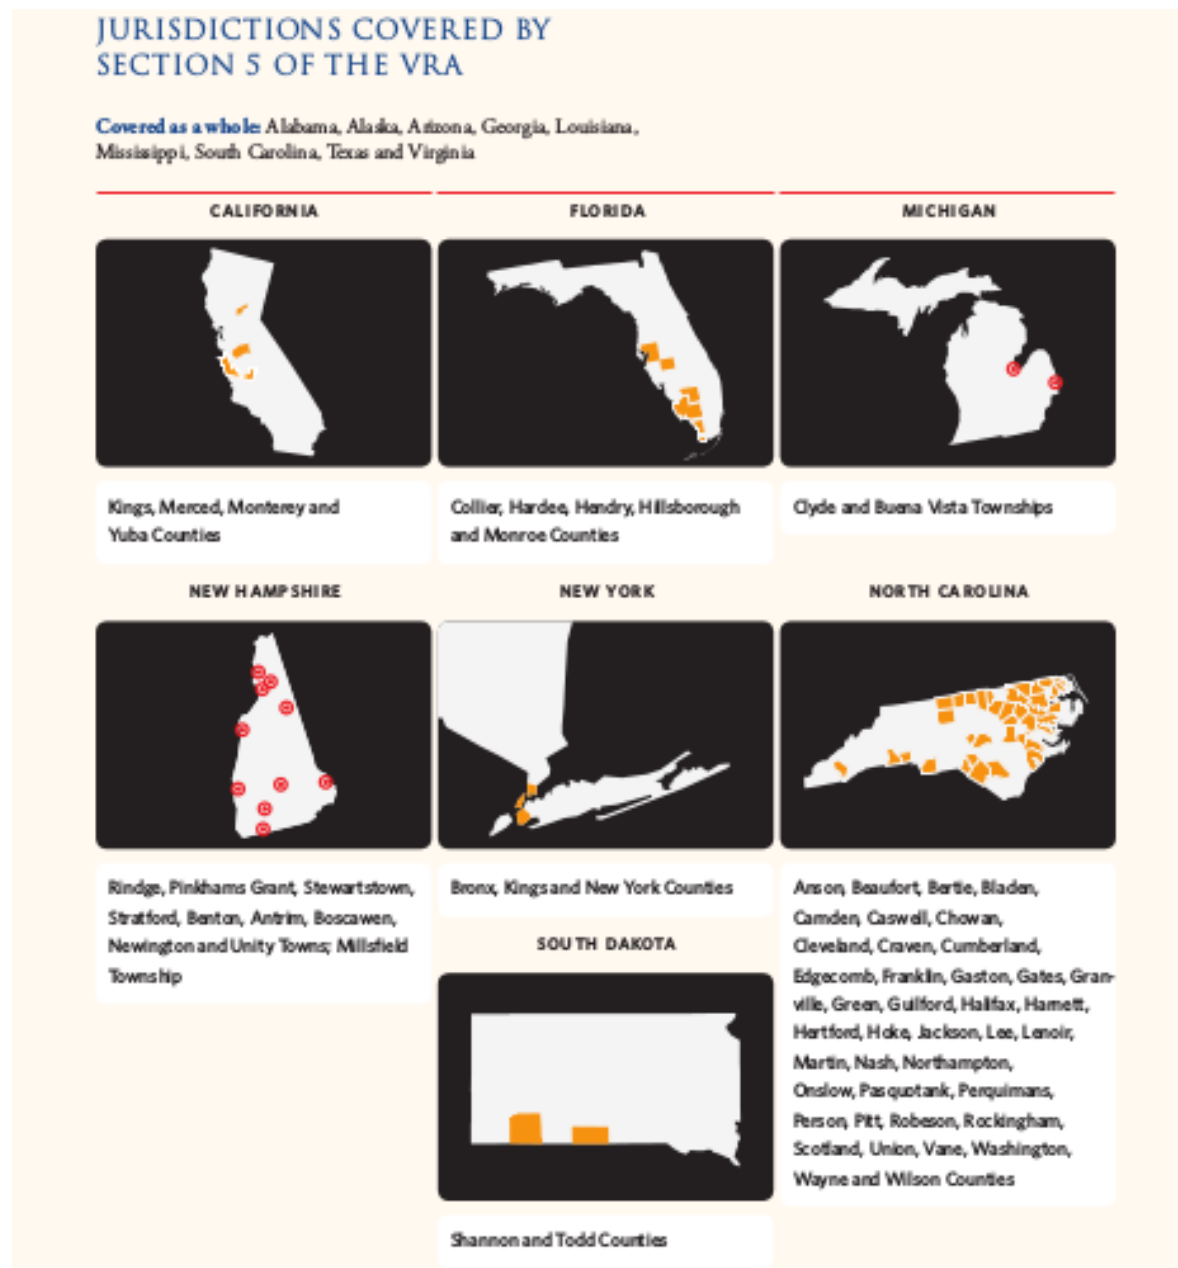 JURISDICTIONS COVERED BY
SECTION 5 OF THE VRA
Covered as a whole: Alabama, Alaska, Arizona, Georgia, Louisiana,
Mississippi, South Carolina, Texas and Virginia
CALIFORNIA
Kings, Merced, Monterey and
Yuba Counties
FLORIDA
Collier, Hardee, Hendry, Hillsborough
and Monroe Counties
MICHIGAN
Clyde and Buena Vista Townships
NEW HAMPSHIRE
Rindge, Pinkhams Grant, Stewartstown,
Stratford, Benton, Antrim, Boscawen,
Newington and Unity Towns; Millsfield
Township
NEW YORK
Bronx, Kings and New York Counties
SOUTH DAKOTA
Shannon and Todd Counties
NORTH CAROLINA
Anson, Beaufort, Bertie, Bladen,
Camden, Caswell, Chowan,
Cleveland, Craven, Cumberland,
Edgecomb, Franklin, Gaston, Gates, Gran-
ville, Green, Guilford, Halifax, Harnett,
Hertford, Hoke, Jackson, Lee, Lenoir,
Martin, Nash, Northampton,
Onslow, Pasquotank, Perquimans,
Person, Pitt, Robeson, Rockingham,
Scotland, Union, Vane, Washington,
Wayne and Wilson Counties